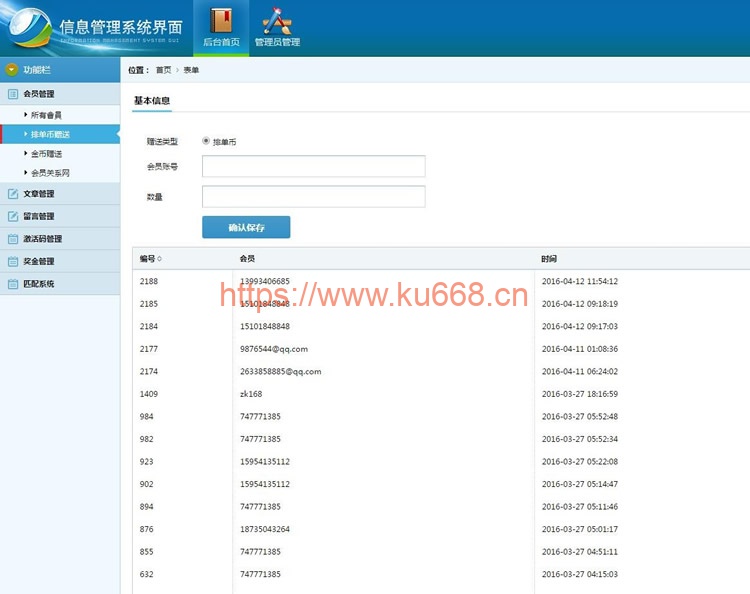 信息管理系统界面
INFORMATION MANAGEMENT SYSTEM GUI
后台首页
管理员管理
功能栏
位置： 首页 › 表单
会员管理
所有會員
排单币赠送
金币赠送
会员关系网
文章管理
留言管理
激活码管理
奖金管理
匹配系统
基本信息
赠送类型 排单币
会员账号
数量
确认保存
编号 会员 时间
2188 13993406685 2016-04-12 11:54:12
https://www.ku668.cn
2185 15101848848 2016-04-12 09:18:19
2184 15101848848 2016-04-12 09:17:03
2177 9876544@qq.com 2016-04-11 01:08:36
2174 2633858885@qq.com 2016-04-11 06:24:02
1409 zk168 2016-03-27 18:16:59
984 747771385 2016-03-27 05:52:48
982 747771385 2016-03-27 05:52:34
923 15954135112 2016-03-27 05:22:08
902 15954135112 2016-03-27 05:14:47
894 747771385 2016-03-27 05:11:46
876 18735043264 2016-03-27 05:01:17
855 747771385 2016-03-27 04:51:11
632 747771385 2016-03-27 04:15:03